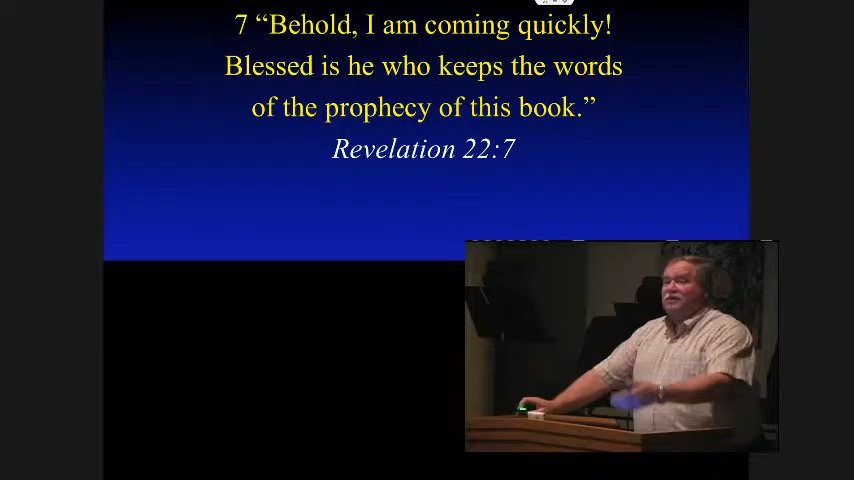 7 “Behold, I am coming quickly!
Blessed is he who keeps the words
of the prophecy of this book.”
Revelation 22:7